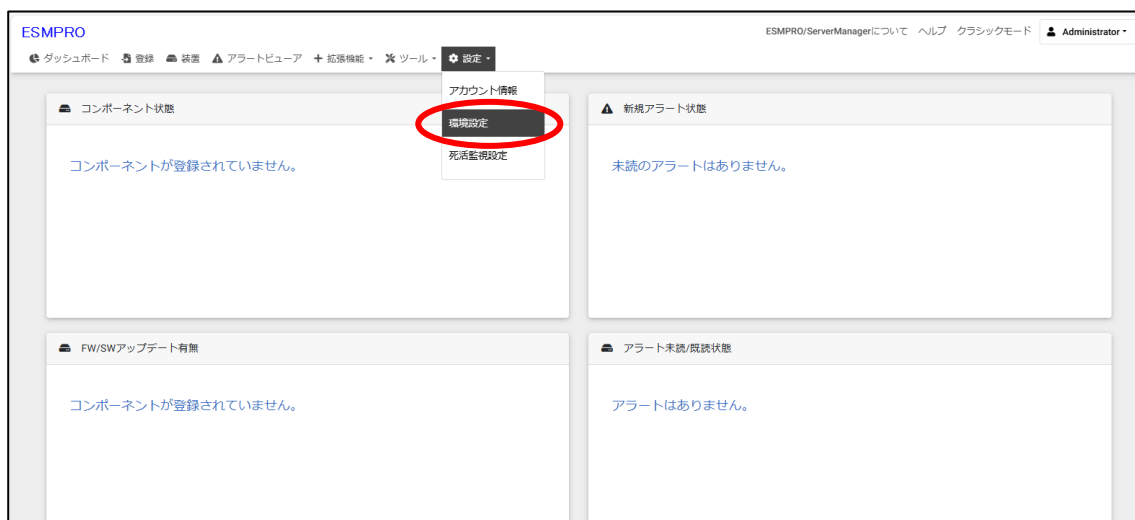 ESMPRO
ESMPRO/ServerManagerについて ヘルプ クラシックモード Administrator
ダッシュボード 登録 装置 アラートビューア 拡張機能 ツール 設定
アカウント情報
環境設定
死活監視設定
コンポーネント状態
コンポーネントが登録されていません。
新規アラート状態
未読のアラートはありません。
FW/SWアップデート有無
コンポーネントが登録されていません。
アラート未読/既読状態
アラートはありません。